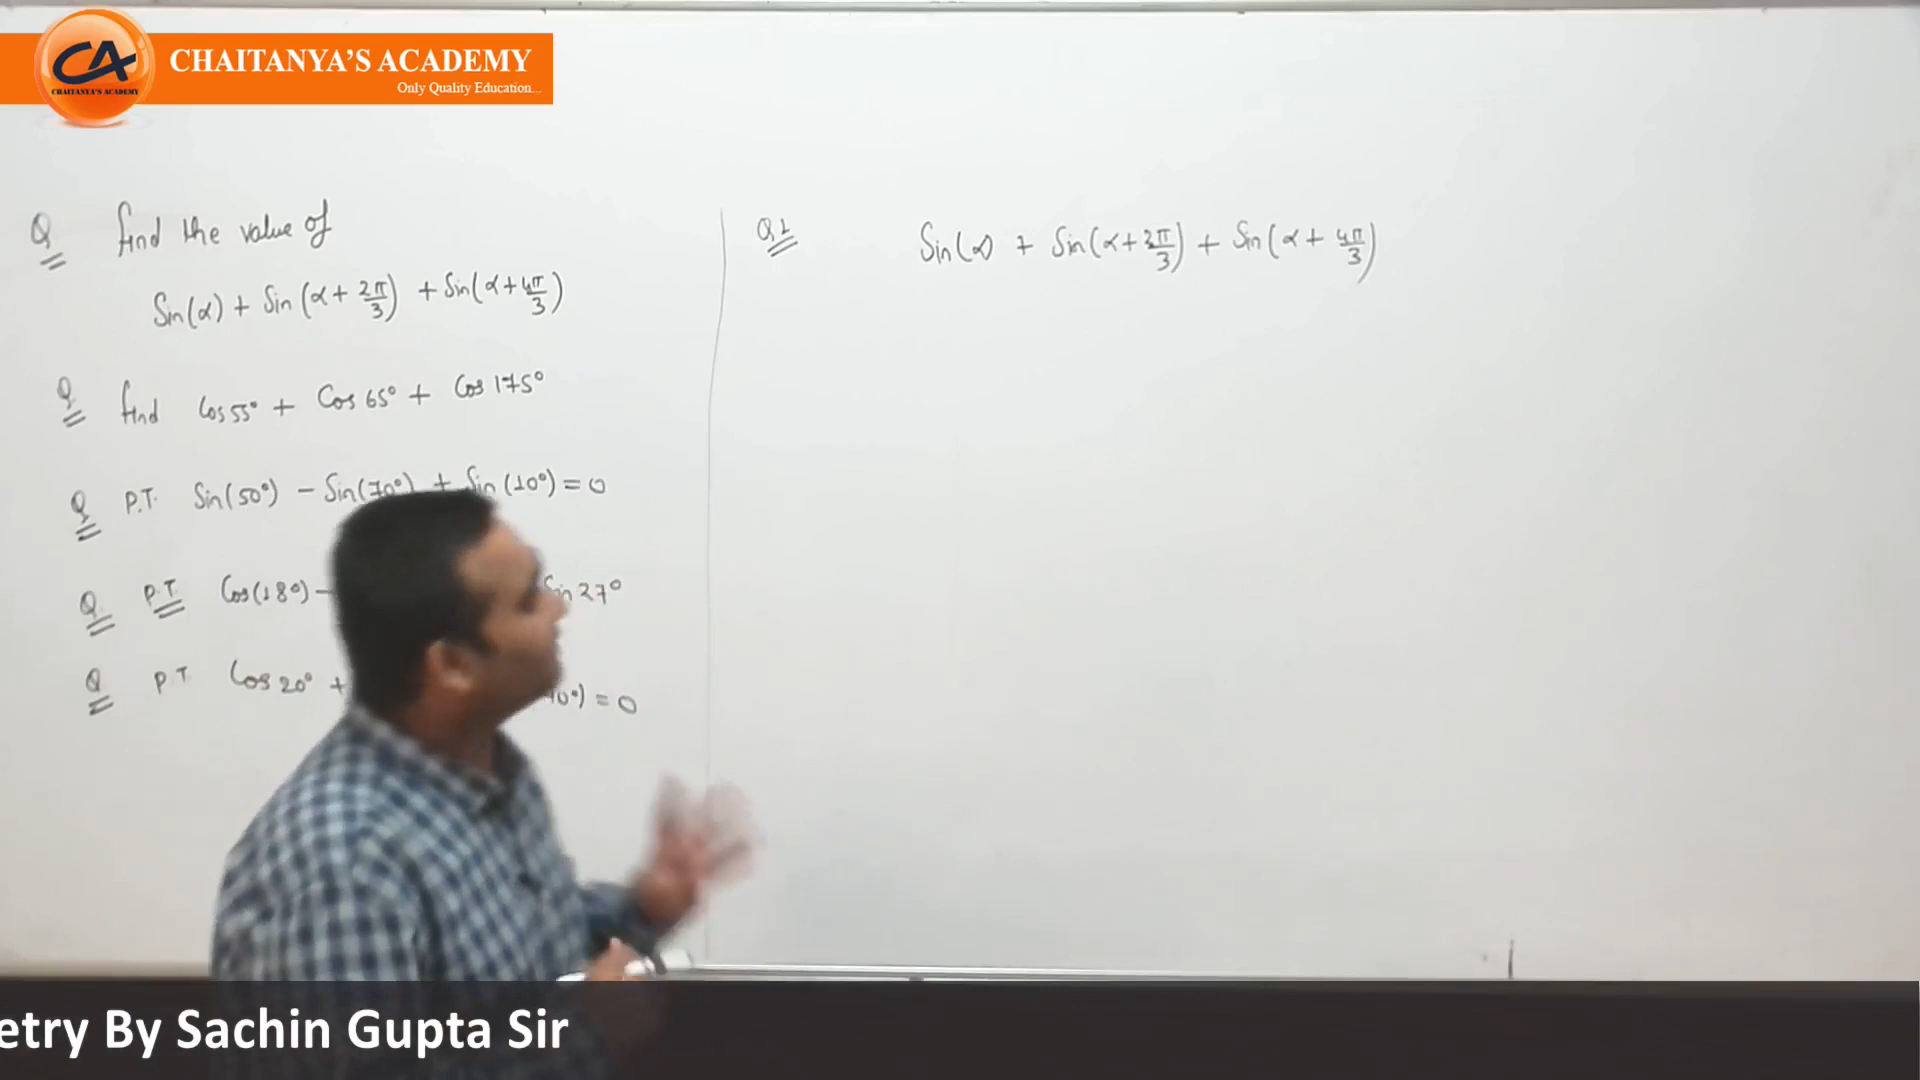 CA
CHAITANYA'S ACADEMY
CHAITANYA'S ACADEMY
Only Quality Education...
Q find the value of
Sin(α) + Sin(α + 2π/3) + Sin(α + 4π/3)
Q find Cos 55° + Cos 65° + Cos 175°
Q P.T. Sin(50°) - Sin(70°) + Sin(10°) = 0
Q P.T. Cos(18°) - Sin 27°
Q P.T Cos 20° + 10°) = 0
Q1 Sin(α) + Sin(α + 2π/3) + Sin(α + 4π/3)
etry By Sachin Gupta Sir